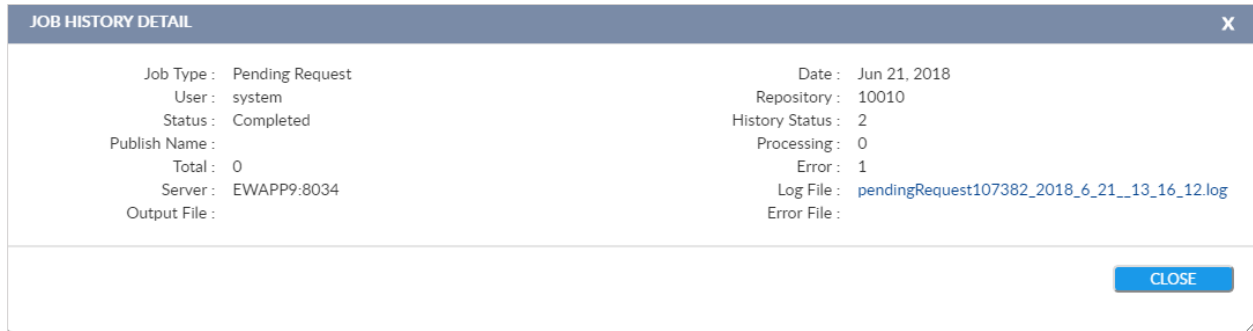 JOB HISTORY DETAIL X
Job Type : Pending Request Date : Jun 21, 2018
User : system Repository : 10010
Status : Completed History Status : 2
Publish Name : Processing : 0
Total : 0 Error : 1
Server : EWAPP9:8034 Log File : pendingRequest107382_2018_6_21__13_16_12.log
Output File : Error File :
CLOSE